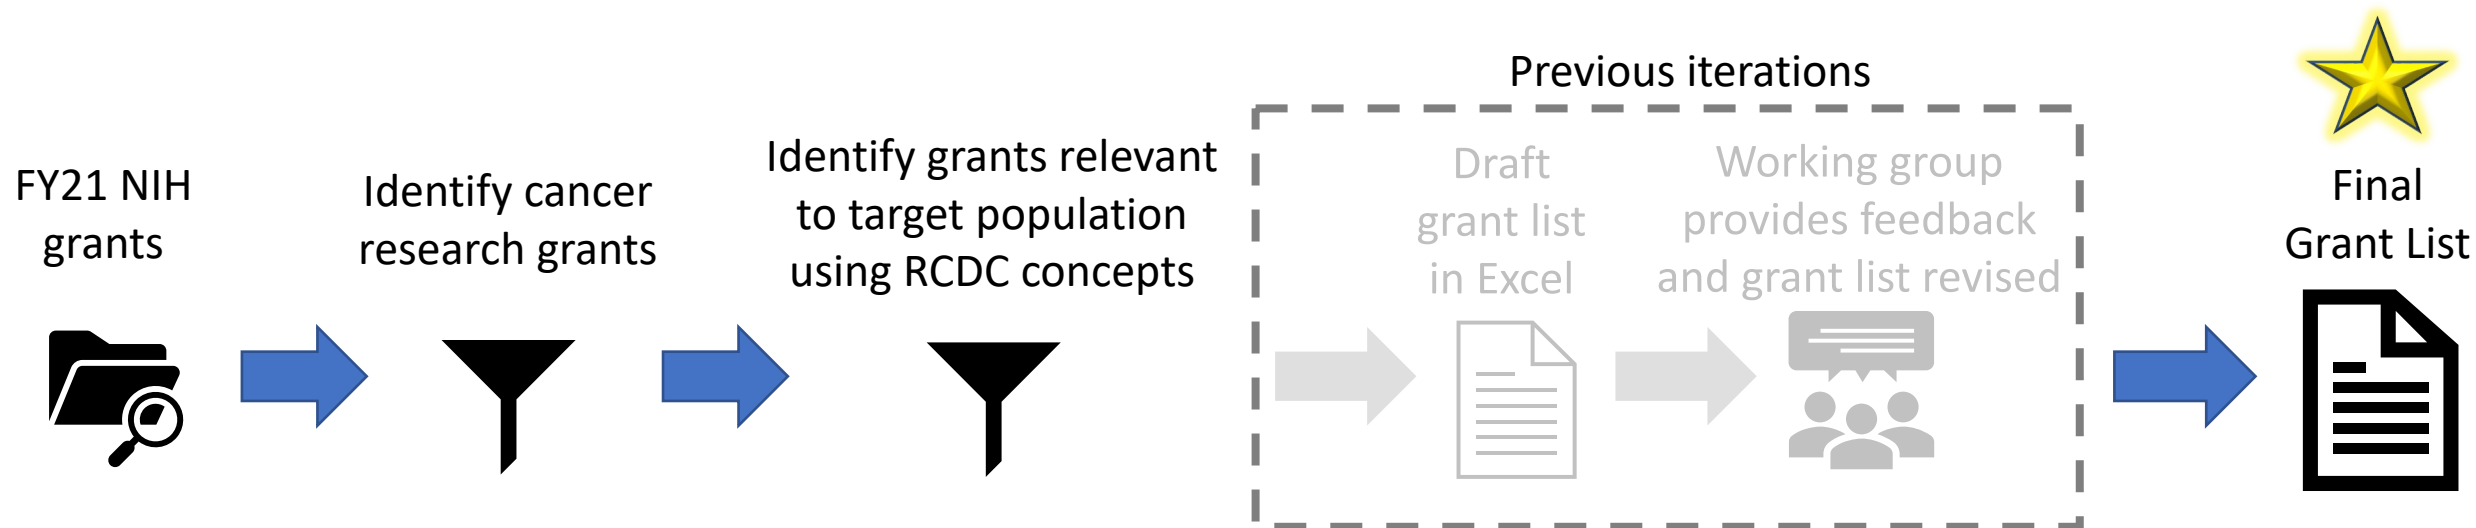 FY21 NIH
grants
Identify cancer
research grants
Identify grants relevant
to target population
using RCDC concepts
Previous iterations
Draft
grant list
in Excel
Working group
provides feedback
and grant list revised
Final
Grant List